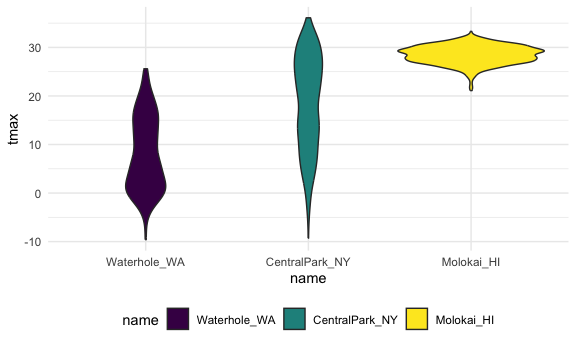 tmax
30
20
10
0
-10
Waterhole_WA CentralPark_NY Molokai_HI
name
name Waterhole_WA CentralPark_NY Molokai_HI